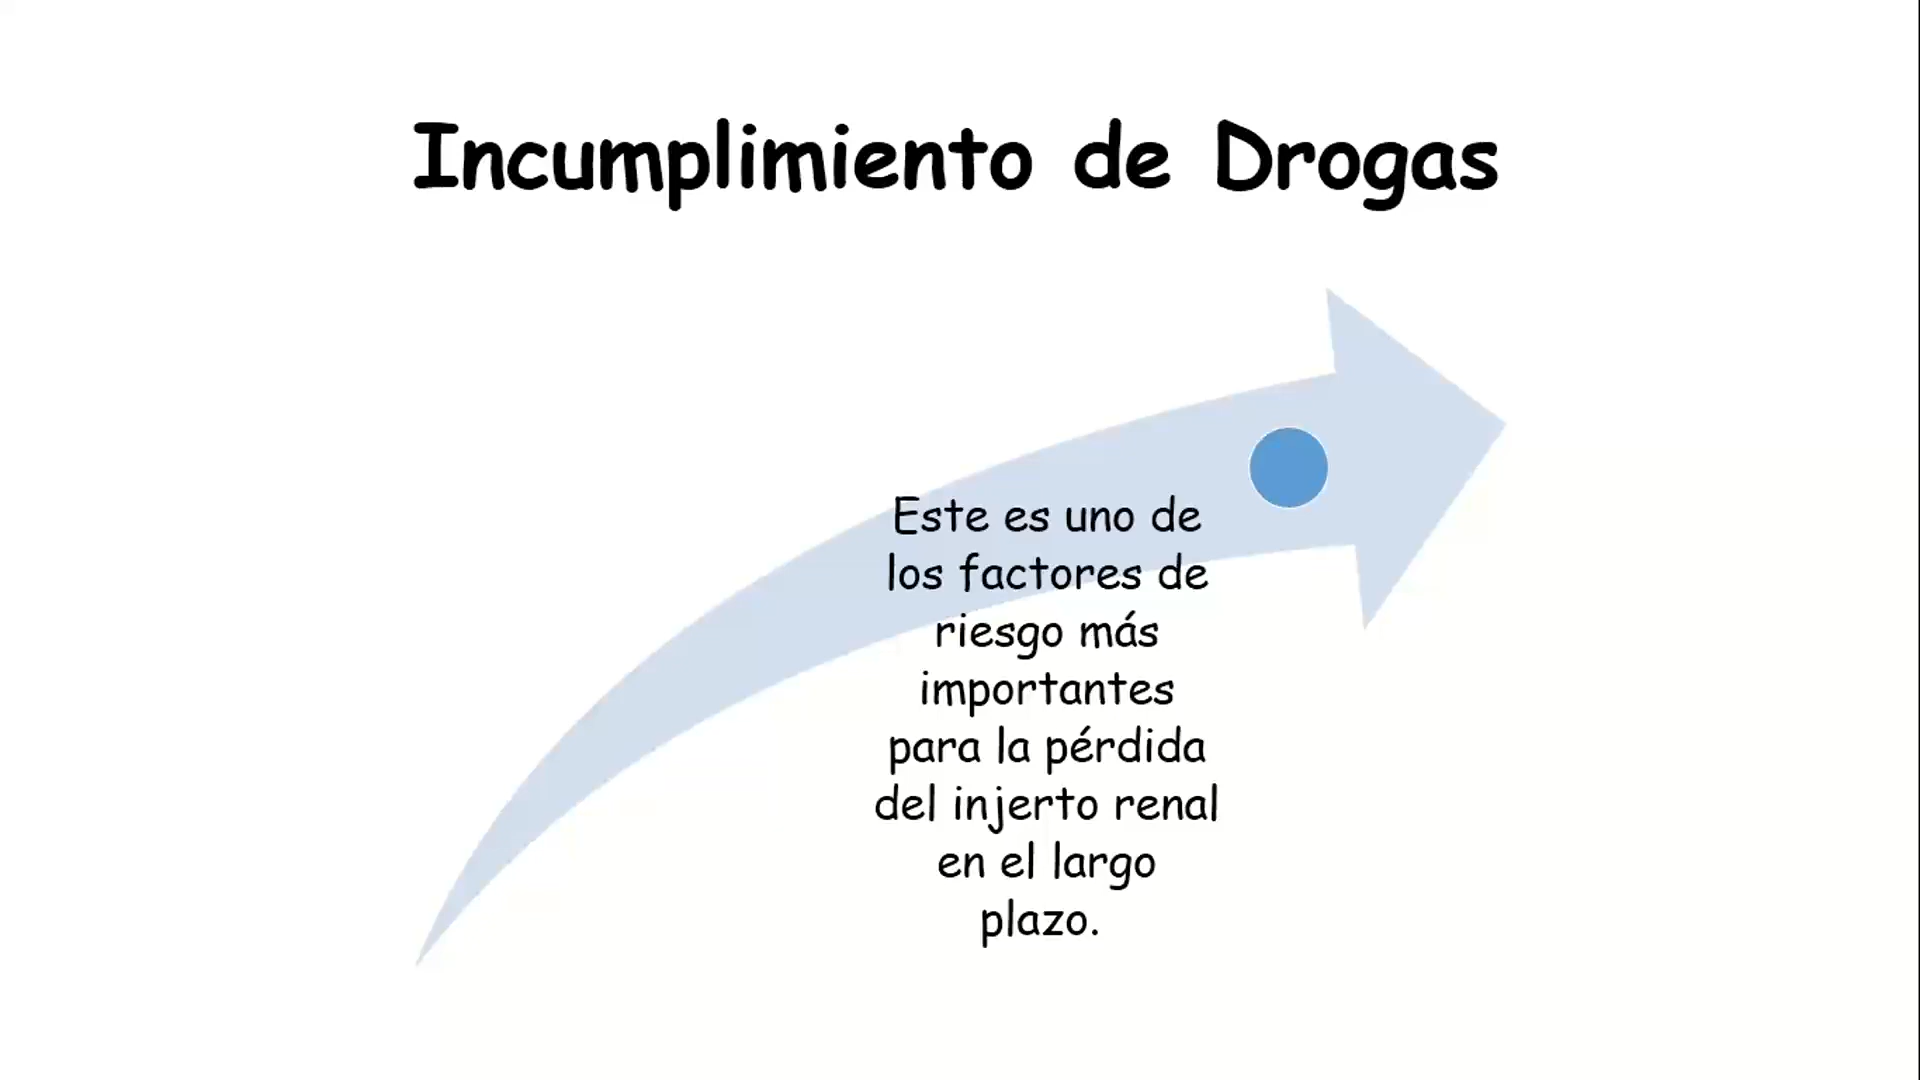 Incumplimiento de Drogas
Este es uno de
los factores de
riesgo más
importantes
para la pérdida
del injerto renal
en el largo
plazo.